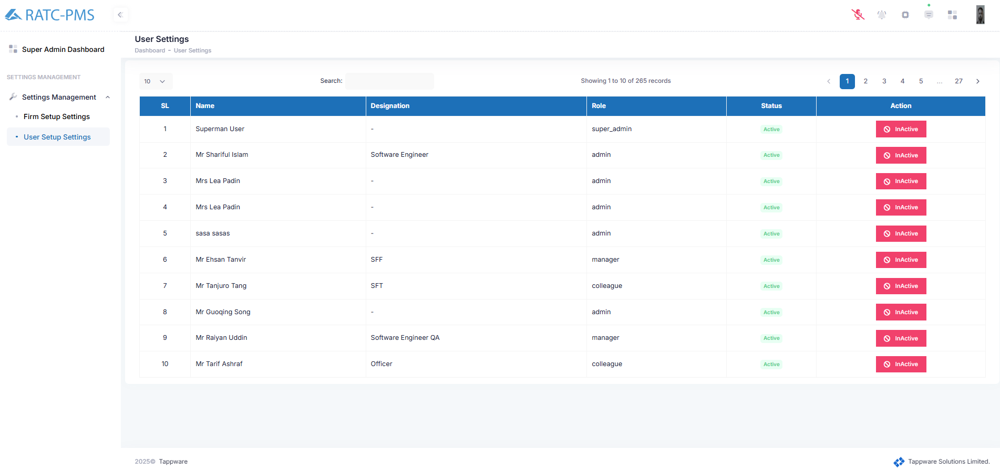 RATC-PMS
Super Admin Dashboard
SETTINGS MANAGEMENT
Settings Management
Firm Setup Settings
User Setup Settings
User Settings
Dashboard - User Settings
10 Search: Showing 1 to 10 of 265 records 1 2 3 4 5 ... 27
SL Name Designation Role Status Action
1 Superman User - super_admin Active InActive
2 Mr Shariful Islam Software Engineer admin Active InActive
3 Mrs Lea Padin - admin Active InActive
4 Mrs Lea Padin - admin Active InActive
5 sasa sasas - admin Active InActive
6 Mr Ehsan Tanvir SFF manager Active InActive
7 Mr Tanjuro Tang SFT colleague Active InActive
8 Mr Guoqing Song - admin Active InActive
9 Mr Raiyan Uddin Software Engineer QA manager Active InActive
10 Mr Tarif Ashraf Officer colleague Active InActive
2025© Tappware
Tappware Solutions Limited.